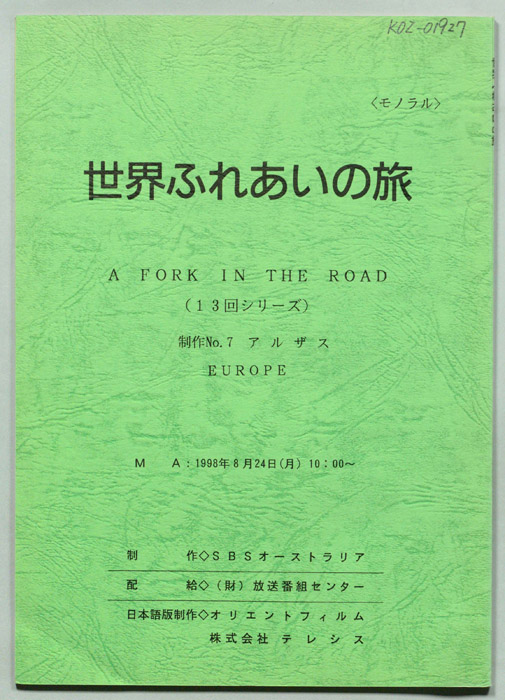 KOZ-01927
〈モノラル〉
世界ふれあいの旅
A FORK IN THE ROAD
（１３回シリーズ）
制作No.7 アルザス
EUROPE
M A：1998年８月24日(月) 10：00～
制 作◇ＳＢＳオーストラリア
配 給◇（財）放送番組センター
日本語版制作◇オリエントフィルム
株式会社 テレシス